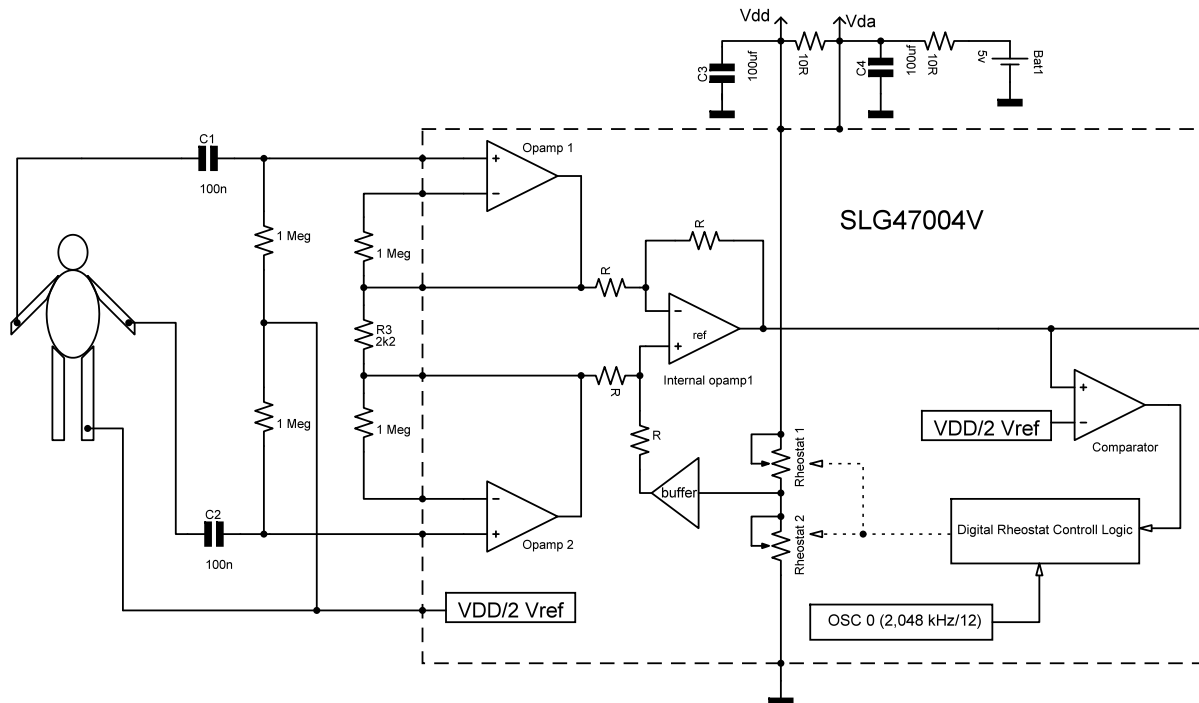 Vdd
Vda
C3
100uf
10R
C4
100uf
10R
5v
Bat1
C1
100n
Opamp 1
+
−
1 Meg
1 Meg
SLG47004V
R
R
−
ref
+
Internal opamp1
R3
2k2
R
1 Meg
1 Meg
R
buffer
Rheostat 1
VDD/2 Vref
+
−
Comparator
C2
100n
−
+
Opamp 2
Rheostat 2
Digital Rheostat Controll Logic
VDD/2 Vref
OSC 0 (2,048 kHz/12)